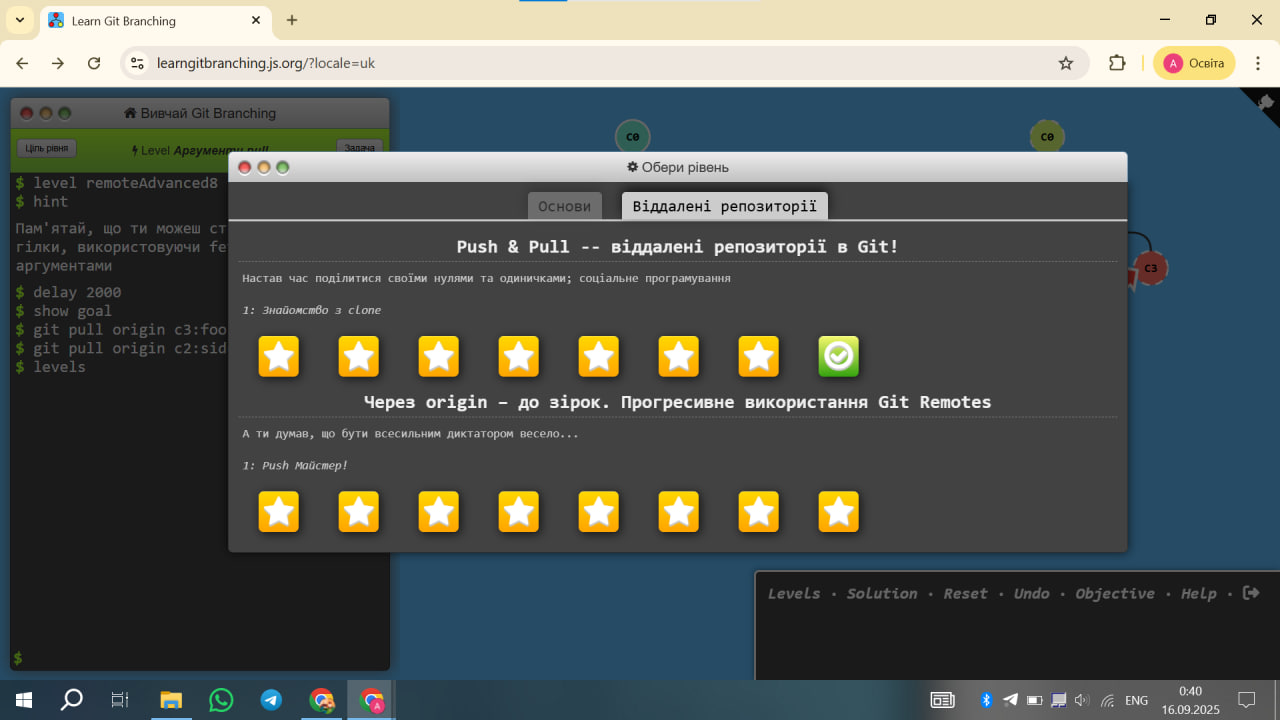 Learn Git Branching
learngitbranching.js.org/?locale=uk
A
Освіта
Вивчай Git Branching
Ціль рівня
Level Аргументи pull
Задача
$ level remoteAdvanced8
$ hint
Пам'ятай, що ти можеш ст
гілки, використовуючи fe
аргументами
$ delay 2000
$ show goal
$ git pull origin c3:foo
$ git pull origin c2:sid
$ levels
$
C0
C0
C3
Обери рівень
Основи
Віддалені репозиторії
Push & Pull -- віддалені репозиторії в Git!
Настав час поділитися своїми нулями та одиничками; соціальне програмування
1: Знайомство з clone
Через origin – до зірок. Прогресивне використання Git Remotes
А ти думав, що бути всесильним диктатором весело...
1: Push Майстер!
Levels · Solution · Reset · Undo · Objective · Help ·
A
ENG
0:40
16.09.2025